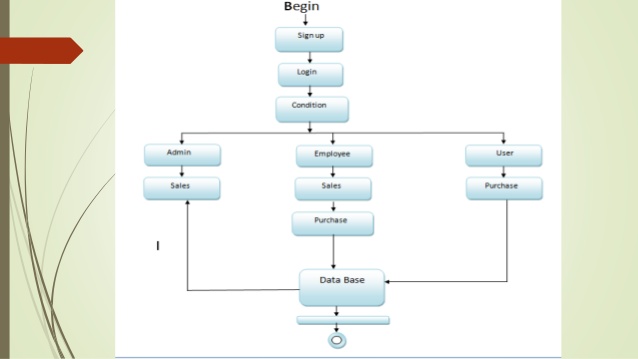 Begin
Sign up
Login
Condition
Admin Employee User
Sales Sales Purchase
Purchase
I
Data Base